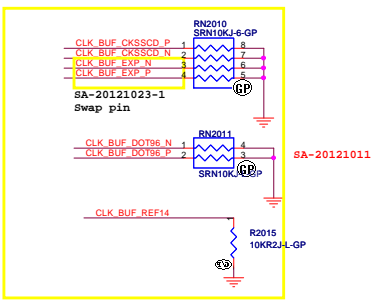 RN2010
SRN10KJ-6-GP
CLK_BUF_CKSSCD_P 1 8
CLK_BUF_CKSSCD_N 2 7
CLK_BUF_EXP_N 3 6
CLK_BUF_EXP_P 4 5
GP
SA-20121023-1
Swap pin
RN2011
CLK_BUF_DOT96_N 1 4
CLK_BUF_DOT96_P 2 3
SA-20121011
GP
CLK_BUF_REF14
R2015
10KR2J-L-GP